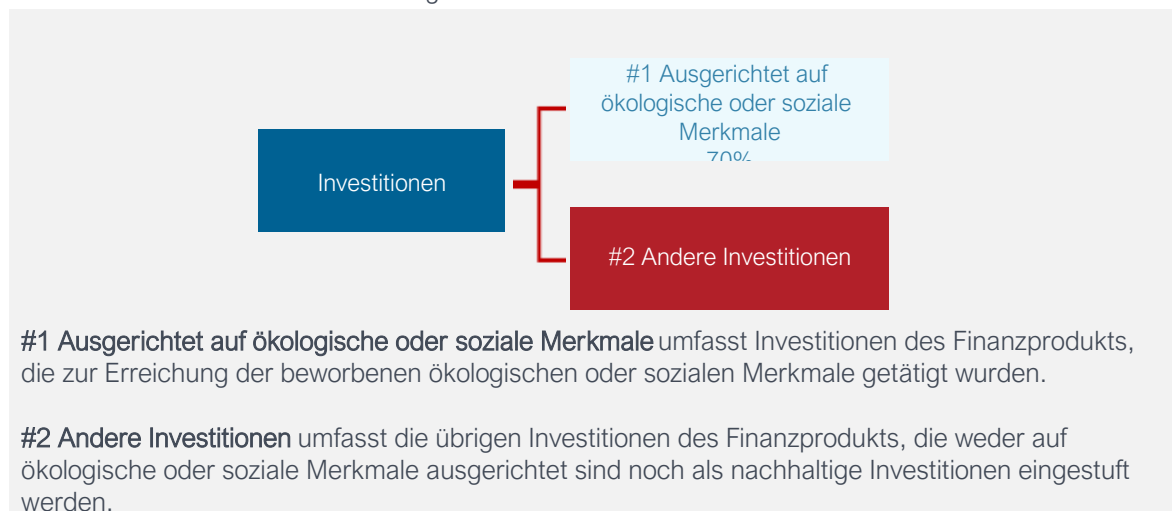 #1 Ausgerichtet auf
ökologische oder soziale
Merkmale
70%
Investitionen
#2 Andere Investitionen
#1 Ausgerichtet auf ökologische oder soziale Merkmale umfasst Investitionen des Finanzprodukts,
die zur Erreichung der beworbenen ökologischen oder sozialen Merkmale getätigt wurden.
#2 Andere Investitionen umfasst die übrigen Investitionen des Finanzprodukts, die weder auf
ökologische oder soziale Merkmale ausgerichtet sind noch als nachhaltige Investitionen eingestuft
werden.